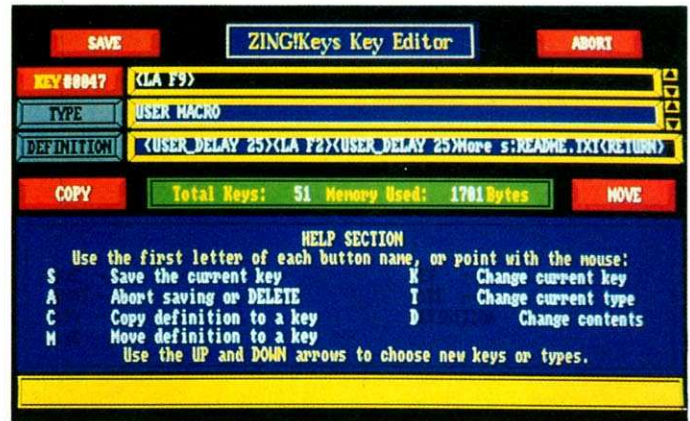 SAVE ZING!Keys Key Editor ABORT
KEY #0047 <LA F9>
TYPE USER MACRO
DEFINITION <USER_DELAY 25><LA F2><USER_DELAY 25>More s:README.TXT<RETURN>
COPY Total Keys: 51 Memory Used: 1701 Bytes MOVE
HELP SECTION
Use the first letter of each button name, or point with the mouse:
S Save the current key K Change current key
A Abort saving or DELETE T Change current type
C Copy definition to a key D Change contents
M Move definition to a key
Use the UP and DOWN arrows to choose new keys or types.